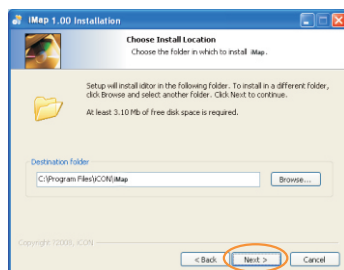 iMap 1.00 Installation
Choose Install Location
Choose the folder in which to install iMap.
Setup will install iditor in the following folder. To install in a different folder,
click Browse and select another folder. Click Next to continue.
At least 3.10 Mb of free disk space is required.
Destination folder
C:\Program Files\iCON\iMap
Browse...
Copyright ?2008, iCON
< Back
Next >
Cancel